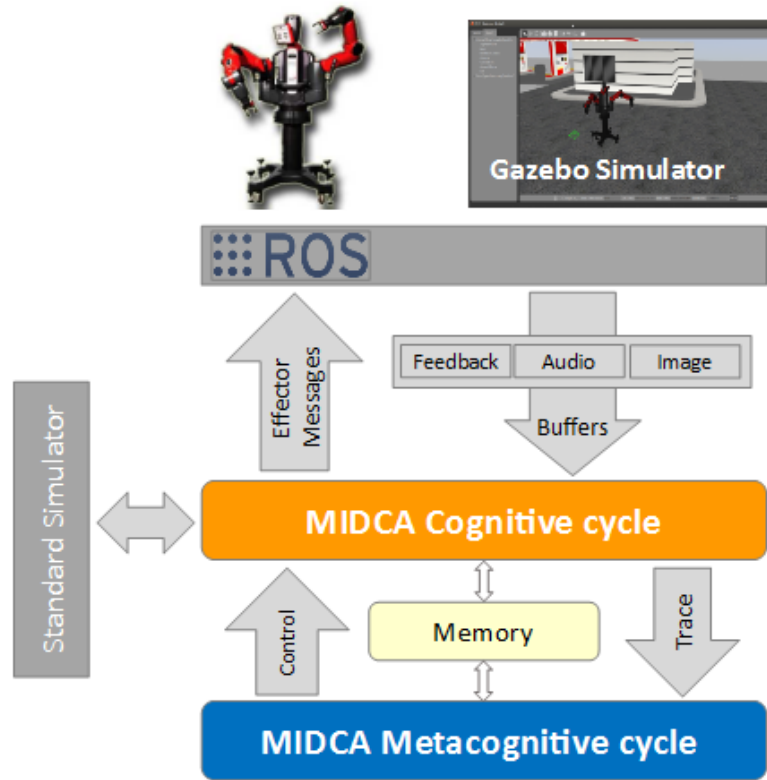 Gazebo Simulator
ROS
Effector
Messages
Feedback
Audio
Image
Buffers
Standard Simulator
MIDCA Cognitive cycle
Control
Memory
Trace
MIDCA Metacognitive cycle